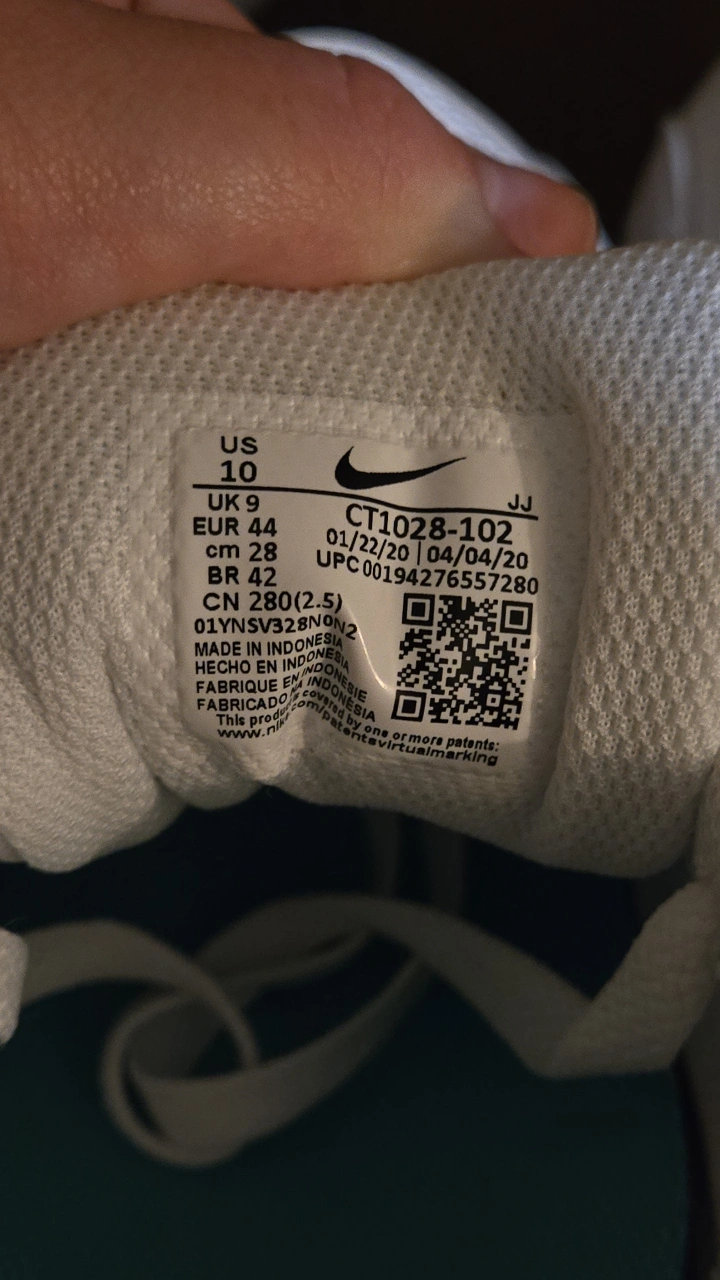 US
10
JJ
UK 9
EUR 44
cm 28
BR 42
CN 280(2.5)
01YNSV328N0N2
CT1028-102
01/22/20 | 04/04/20
UPC 00194276557280
MADE IN INDONESIA
HECHO EN INDONESIA
FABRIQUE EN INDONESIE
FABRICADO NA INDONÉSIA
This product is covered by one or more patents:
www.nike.com/patentsvirtualmarking